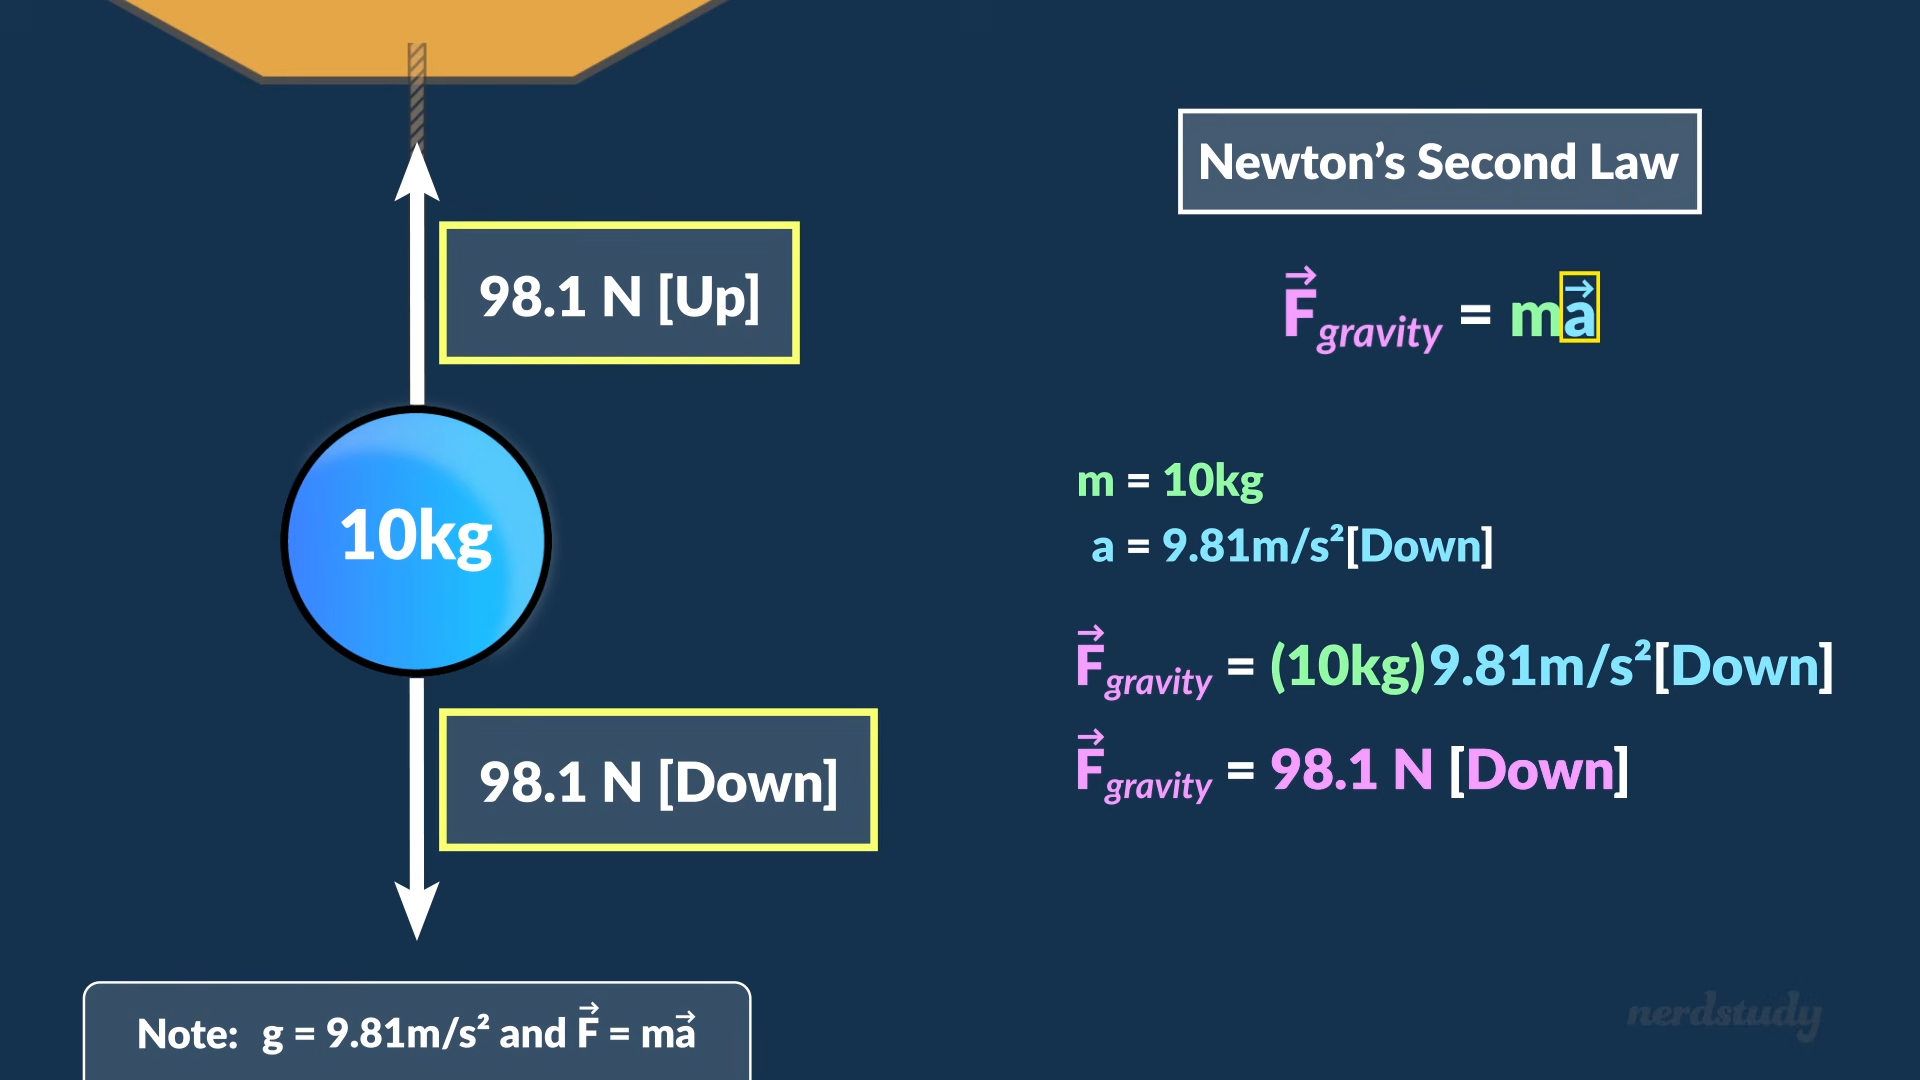 98.1 N [Up]
10kg
98.1 N [Down]
Note: g = 9.81m/s² and F⃗ = ma⃗
Newton’s Second Law
F⃗gravity = ma⃗
m = 10kg
a = 9.81m/s²[Down]
F⃗gravity = (10kg)9.81m/s²[Down]
F⃗gravity = 98.1 N [Down]
nerdstudy